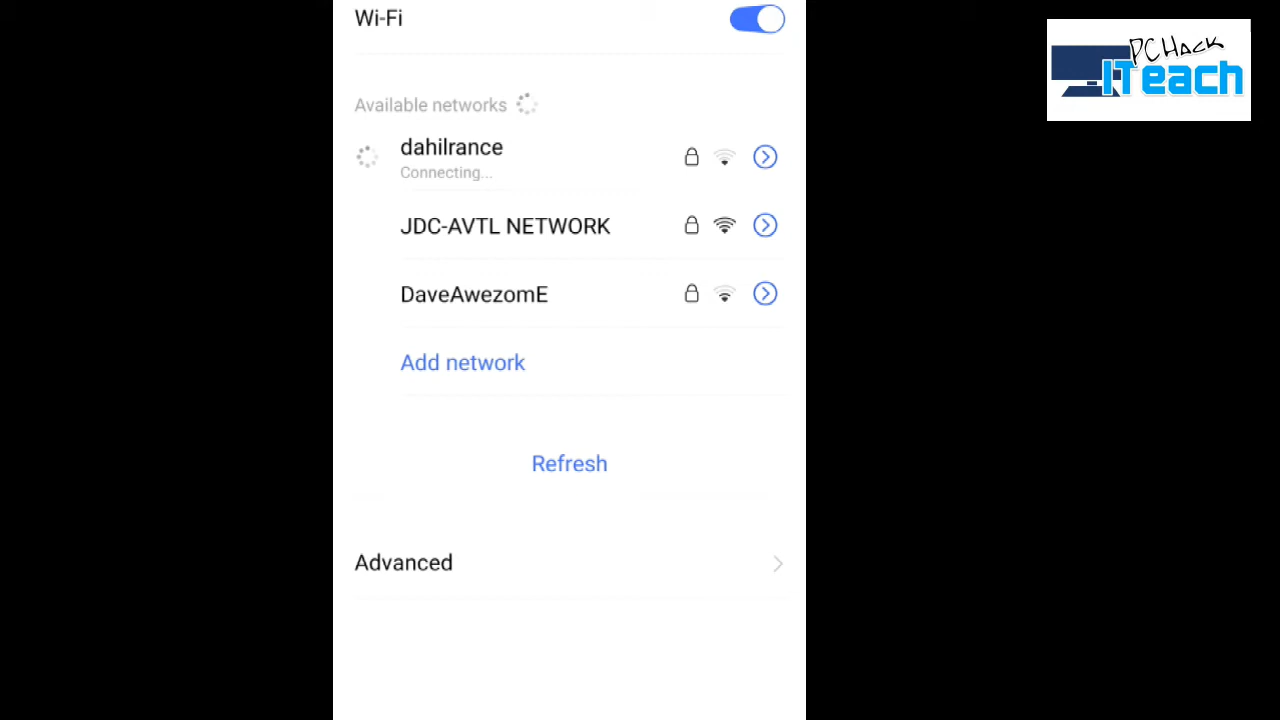 Wi-Fi
PC HACK
ITeach
Available networks
dahilrance
Connecting...
JDC-AVTL NETWORK
DaveAwezomE
Add network
Refresh
Advanced